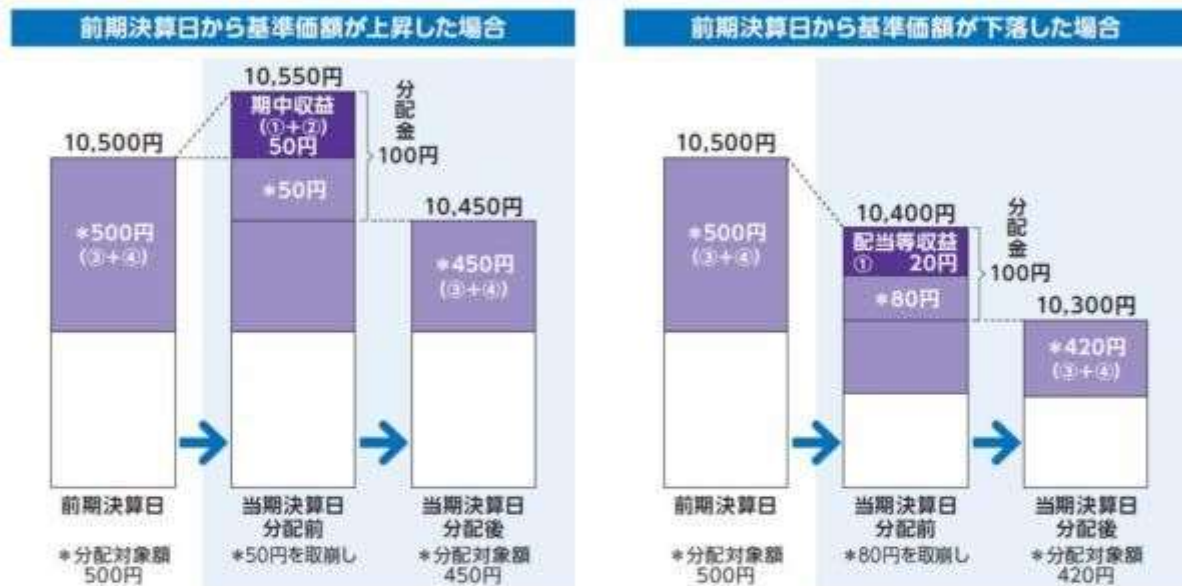 前期決算日から基準価額が上昇した場合
10,550円
期中収益
(①+②)
50円
分配金
100円
10,500円
*50円
10,450円
*500円
(③+④)
*450円
(③+④)
前期決算日
当期決算日
分配前
当期決算日
分配後
*分配対象額
500円
*50円を取崩し
*分配対象額
450円
前期決算日から基準価額が下落した場合
10,500円
10,400円
配当等収益
① 20円
分配金
100円
*500円
(③+④)
*80円
10,300円
*420円
(③+④)
前期決算日
当期決算日
分配前
当期決算日
分配後
*分配対象額
500円
*80円を取崩し
*分配対象額
420円